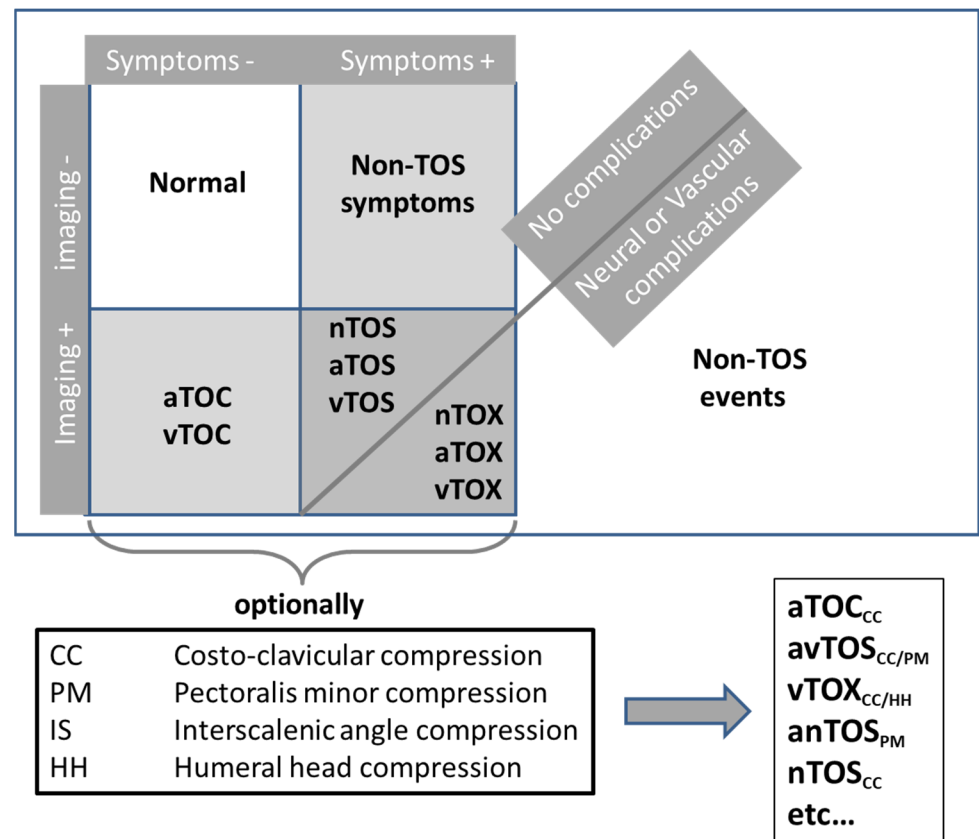 Symptoms -
Symptoms +
imaging -
Imaging +
Normal
Non-TOS
symptoms
No complications
Neural or Vascular
complications
aTOC
vTOC
nTOS
aTOS
vTOS
nTOX
aTOX
vTOX
Non-TOS
events
optionally
CC Costo-clavicular compression
PM Pectoralis minor compression
IS Interscalenic angle compression
HH Humeral head compression
aTOCCC
avTOSCC/PM
vTOXCC/HH
anTOSPM
nTOSCC
etc...